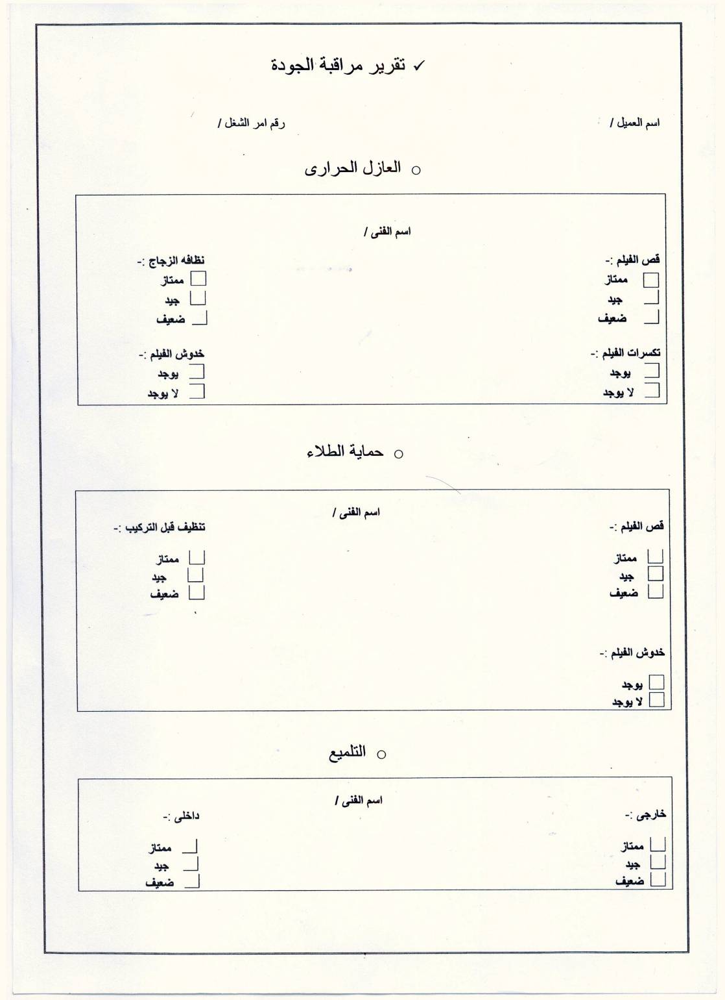 ✓ تقرير مراقبة الجودة
اسم العميل / رقم امر الشغل /
○ العازل الحرارى
اسم الفنى /
قص الفيلم :- نظافه الزجاج :-
ممتاز ممتاز
جيد جيد
ضعيف ضعيف
تكسرات الفيلم :- خدوش الفيلم :-
يوجد يوجد
لا يوجد لا يوجد
○ حماية الطلاء
اسم الفنى /
قص الفيلم :- تنظيف قبل التركيب :-
ممتاز ممتاز
جيد جيد
ضعيف ضعيف
خدوش الفيلم :-
يوجد
لا يوجد
○ التلميع
اسم الفنى /
خارجى :- داخلى :-
ممتاز ممتاز
جيد جيد
ضعيف ضعيف